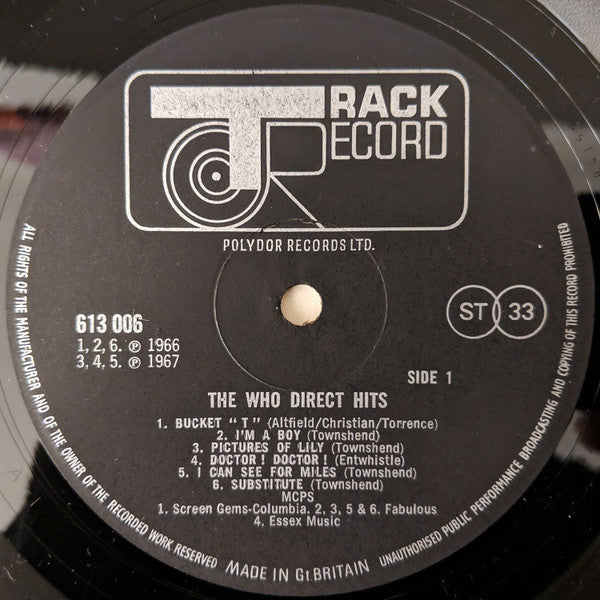 TRACK
RECORD
POLYDOR RECORDS LTD.
613 006
1, 2, 6. ℗ 1966
3, 4, 5. ℗ 1967
ST 33
SIDE 1
THE WHO DIRECT HITS
1. BUCKET "T" (Altfield/Christian/Torrence)
2. I'M A BOY (Townshend)
3. PICTURES OF LILY (Townshend)
4. DOCTOR! DOCTOR! (Entwhistle)
5. I CAN SEE FOR MILES (Townshend)
6. SUBSTITUTE (Townshend)
MCPS
1. Screen Gems-Columbia. 2, 3, 5 & 6. Fabulous
4. Essex Music
ALL RIGHTS OF THE MANUFACTURER AND OF THE OWNER OF THE RECORDED WORK RESERVED
MADE IN Gt BRITAIN
UNAUTHORISED PUBLIC PERFORMANCE BROADCASTING AND COPYING OF THIS RECORD PROHIBITED